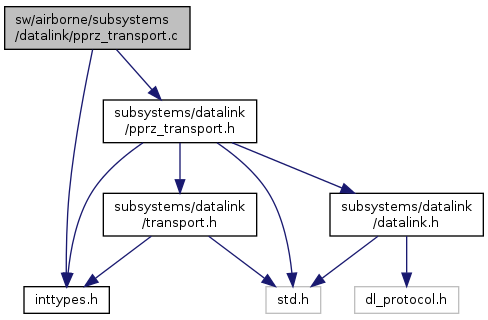 sw/airborne/subsystems
/datalink/pprz_transport.c
subsystems/datalink
/pprz_transport.h
subsystems/datalink
/transport.h
subsystems/datalink
/datalink.h
inttypes.h
std.h
dl_protocol.h